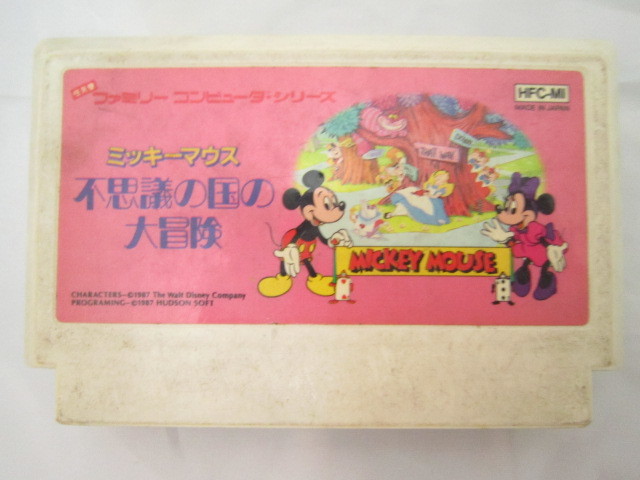 ファミリー コンピュータ・シリーズ
HFC-MI
MADE IN JAPAN
ミッキーマウス
不思議の国の
大冒険
THAT WAY
MICKEY MOUSE
CHARACTERS—©1987 The Walt Disney Company
PROGRAMING—©1987 HUDSON SOFT